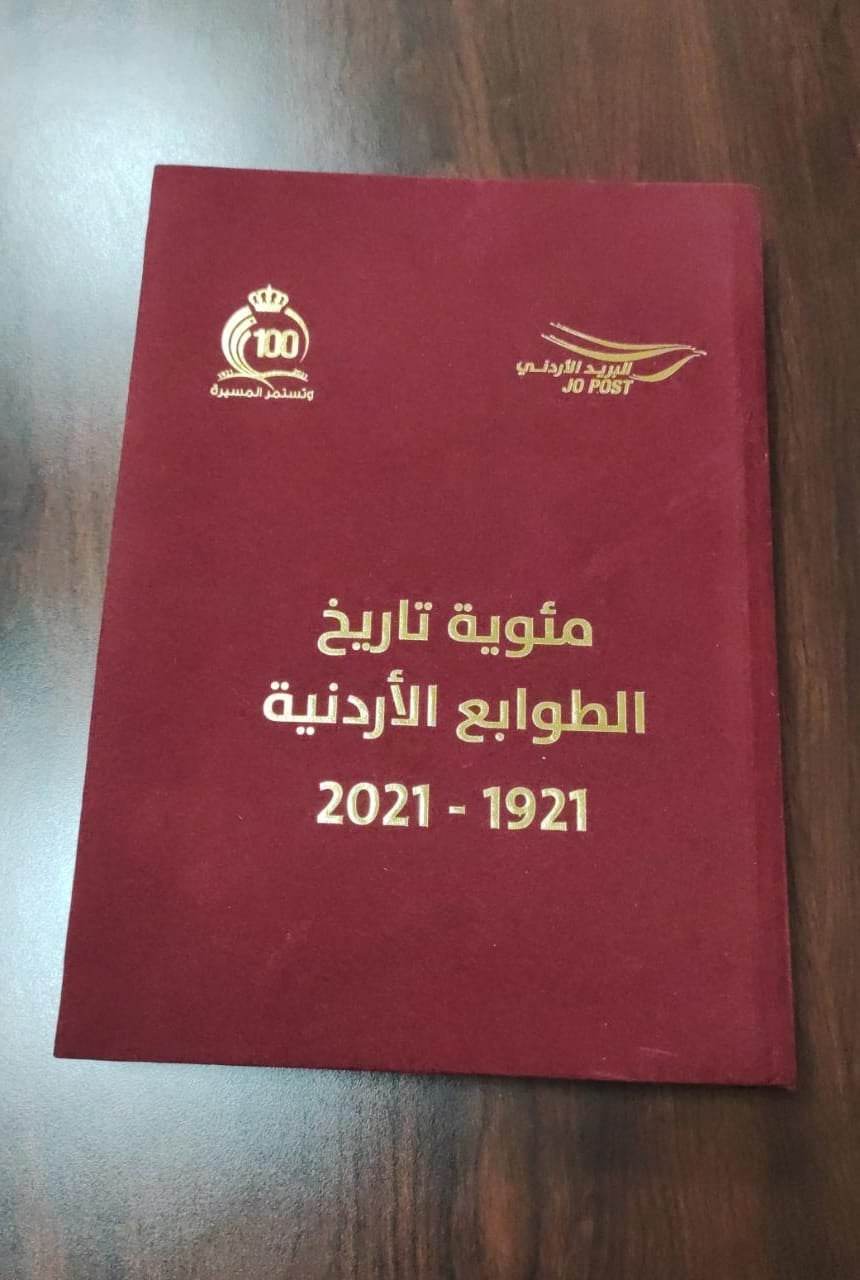 البريد الأردني
JO POST
100
وتستمر المسيرة
مئوية تاريخ
الطوابع الأردنية
1921 - 2021